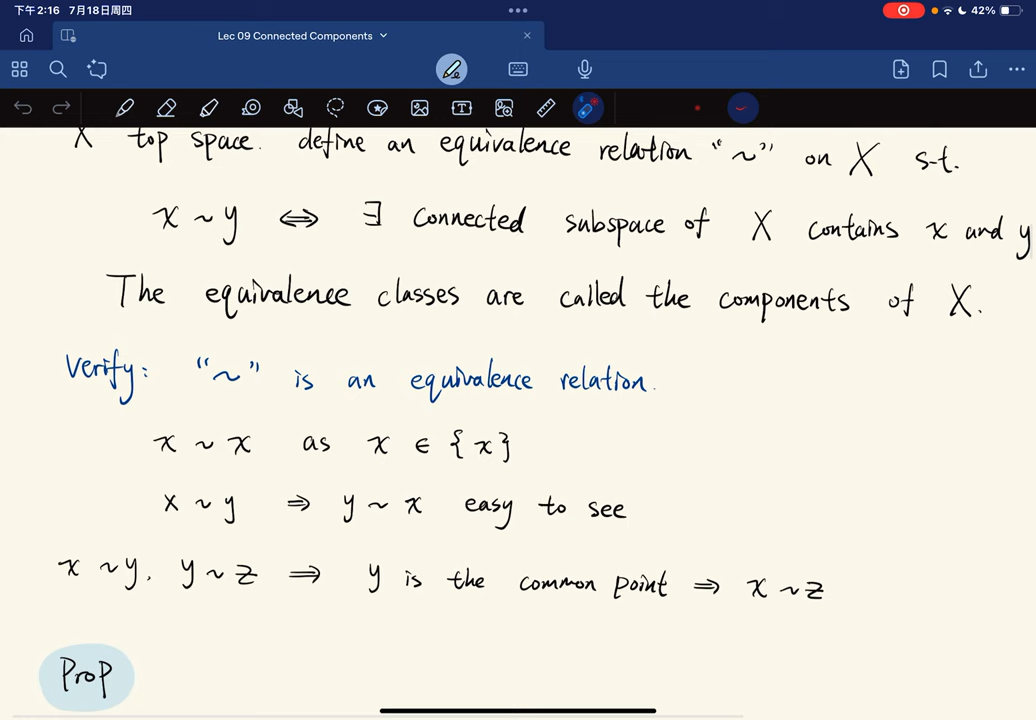 下午2:16 7月18日周四
42%
Lec 09 Connected Components
X top space. define an equivalence relation "~" on X s.t.
x ~ y ⇔ ∃ connected subspace of X contains x and y
The equivalence classes are called the components of X.
Verify: "~" is an equivalence relation.
x ~ x as x ∈ {x}
x ~ y ⇒ y ~ x easy to see
x ~ y, y ~ z ⇒ y is the common point ⇒ x ~ z
Prop